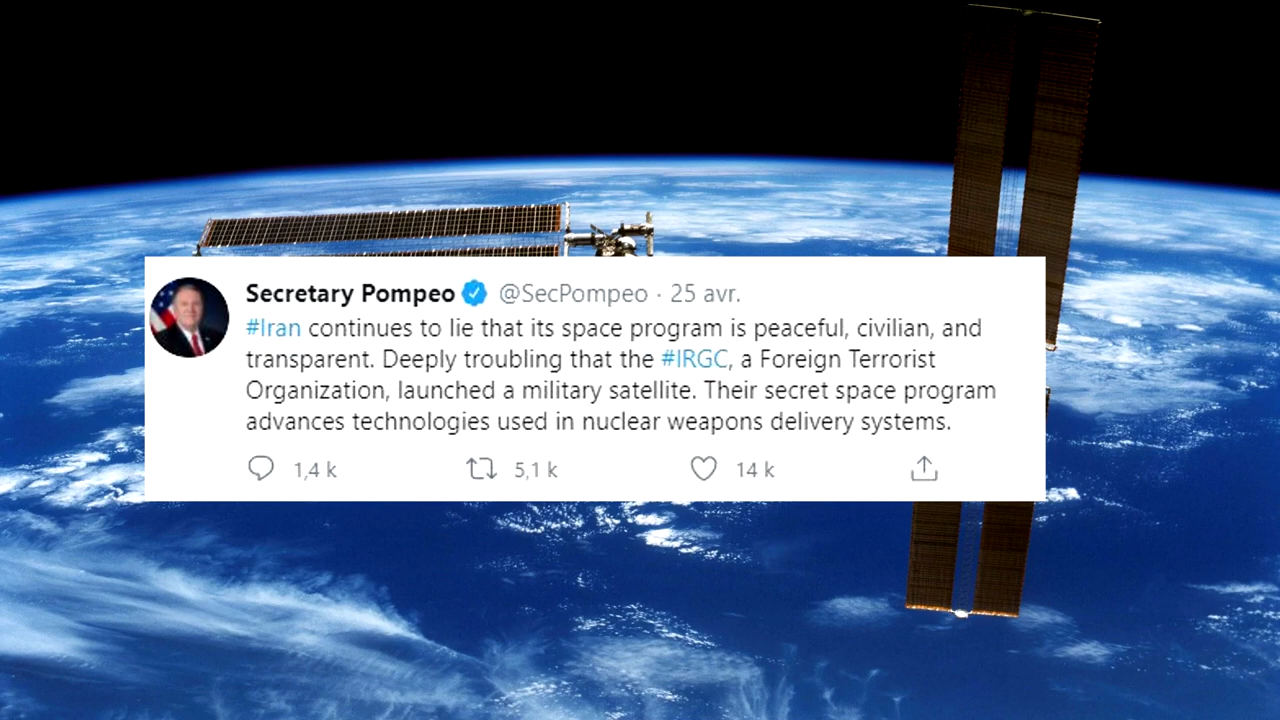 Secretary Pompeo @SecPompeo · 25 avr.
#Iran continues to lie that its space program is peaceful, civilian, and
transparent. Deeply troubling that the #IRGC, a Foreign Terrorist
Organization, launched a military satellite. Their secret space program
advances technologies used in nuclear weapons delivery systems.
1,4 k 5,1 k 14 k